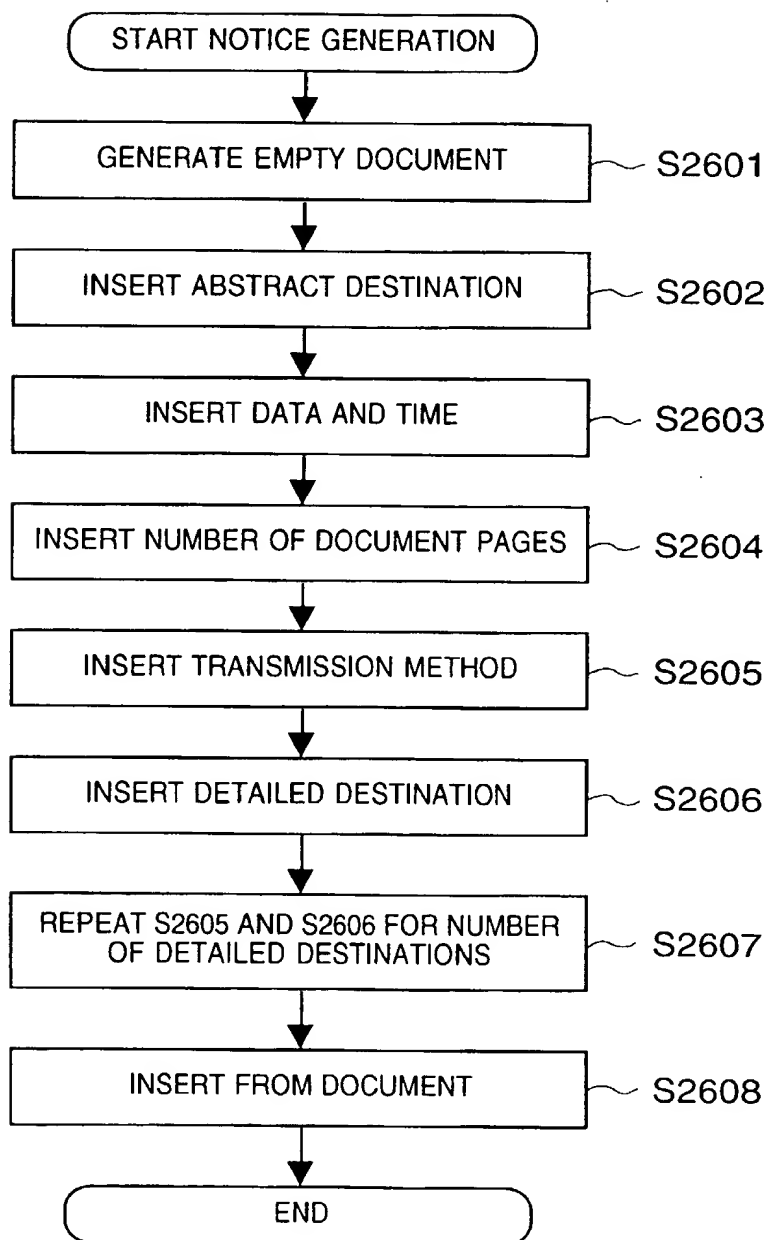 START NOTICE GENERATION
GENERATE EMPTY DOCUMENT
S2601
INSERT ABSTRACT DESTINATION
S2602
INSERT DATA AND TIME
S2603
INSERT NUMBER OF DOCUMENT PAGES
S2604
INSERT TRANSMISSION METHOD
S2605
INSERT DETAILED DESTINATION
S2606
REPEAT S2605 AND S2606 FOR NUMBER
OF DETAILED DESTINATIONS
S2607
INSERT FROM DOCUMENT
S2608
END